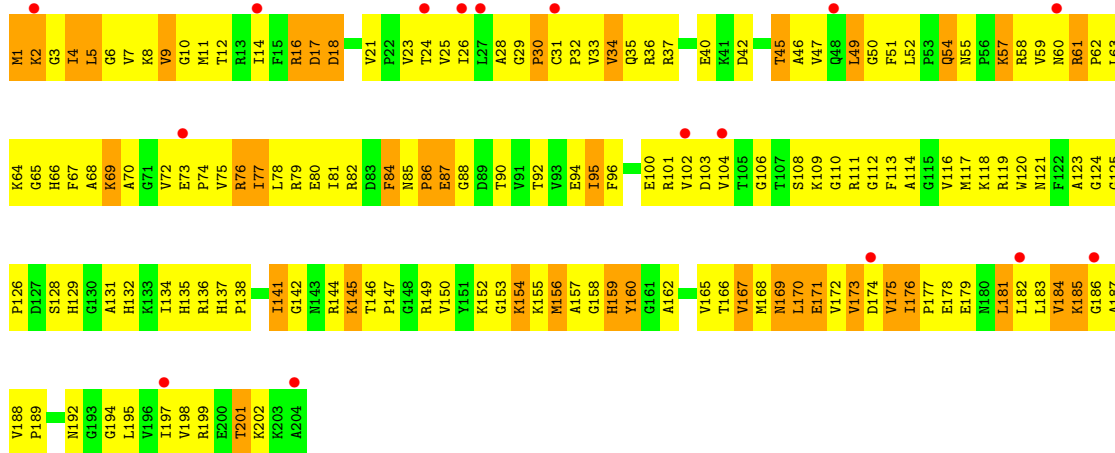 M1 K2 G3 I4 L5 G6 V7 K8 V9 G10 M11 T12 R13 I14 F15 R16 D17 D18 V21 P22 V23 T24 V25 I26 L27 A28 G29 P30 C31 P32 V33 V34 Q35 R36 R37 E40 K41 D42 T45 A46 V47 Q48 L49 G50 F51 L52 P53 Q54 N55 P56 K57 R58 V59 N60 R61 P62 L63
K64 G65 H66 F67 A68 K69 A70 G71 V72 E73 P74 V75 R76 I77 L78 R79 E80 I81 R82 D83 F84 N85 P86 E87 G88 D89 T90 V91 T92 V93 E94 I95 F96 E100 R101 V102 D103 V104 T105 G106 T107 S108 K109 G110 R111 G112 F113 A114 G115 V116 M117 K118 R119 W120 N121 F122 A123 G124 G125
P126 D127 S128 H129 G130 A131 H132 K133 I134 H135 R136 H137 P138 I141 G142 N143 R144 K145 T146 P147 G148 R149 V150 Y151 K152 G153 K154 K155 M156 A157 G158 H159 Y160 G161 A162 V165 T166 V167 M168 N169 L170 E171 V172 V173 D174 V175 I176 P177 E178 E179 N180 L181 L182 L183 V184 K185 G186 A187
V188 P189 N192 G193 G194 L195 V196 I197 V198 R199 E200 T201 K202 K203 A204